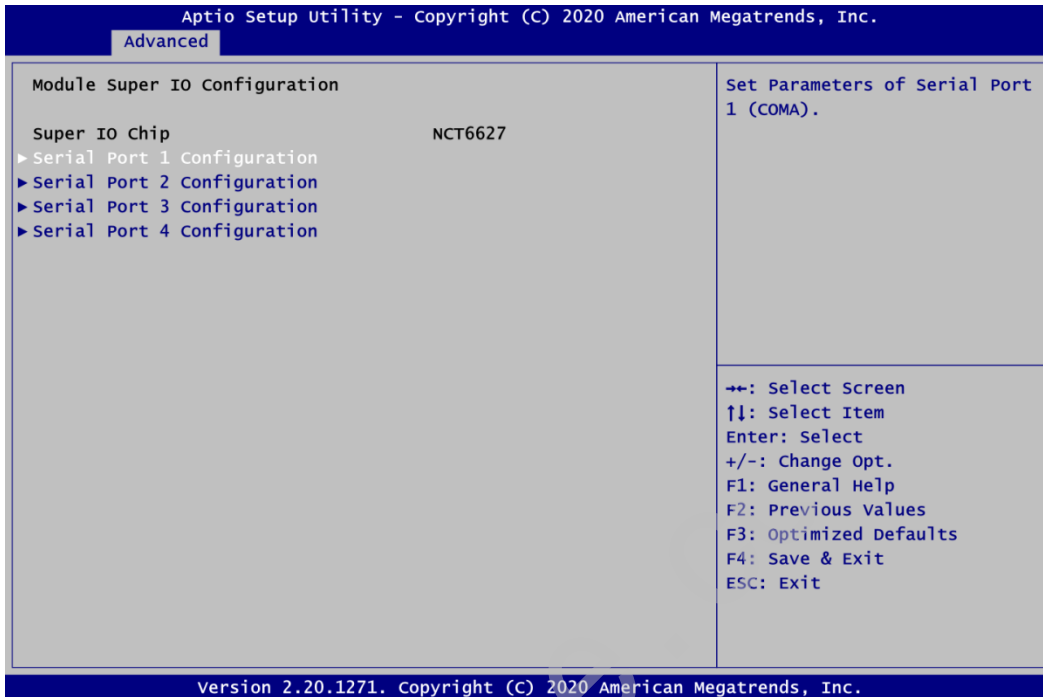 Aptio Setup Utility - Copyright (C) 2020 American Megatrends, Inc.
Advanced
Module Super IO Configuration
Super IO Chip NCT6627
►Serial Port 1 Configuration
►Serial Port 2 Configuration
►Serial Port 3 Configuration
►Serial Port 4 Configuration
Set Parameters of Serial Port
1 (COMA).
→←: Select Screen
↑↓: Select Item
Enter: Select
+/-: Change Opt.
F1: General Help
F2: Previous Values
F3: Optimized Defaults
F4: Save & Exit
ESC: Exit
Version 2.20.1271. Copyright (C) 2020 American Megatrends, Inc.